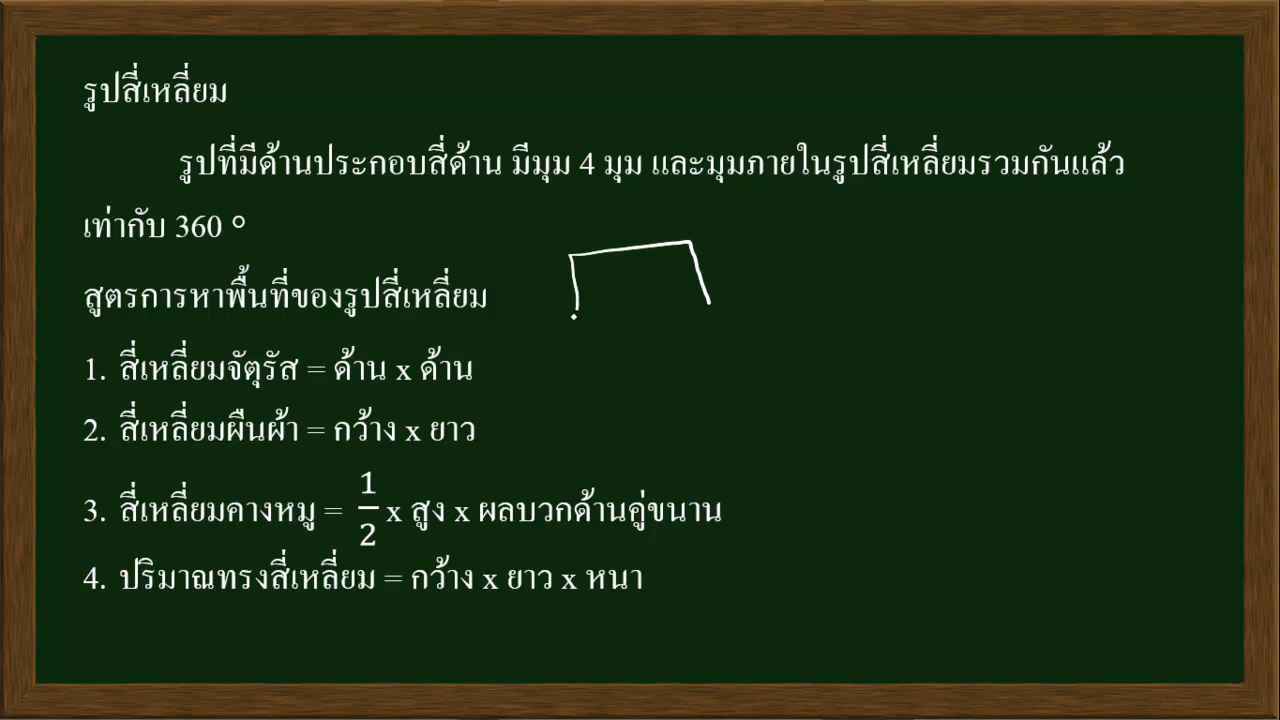 รูปสี่เหลี่ยม
รูปที่มีด้านประกอบสี่ด้าน มีมุม 4 มุม และมุมภายในรูปสี่เหลี่ยมรวมกันแล้ว
เท่ากับ 360 °
สูตรการหาพื้นที่ของรูปสี่เหลี่ยม
1. สี่เหลี่ยมจัตุรัส = ด้าน x ด้าน
2. สี่เหลี่ยมผืนผ้า = กว้าง x ยาว
3. สี่เหลี่ยมคางหมู = 1/2 x สูง x ผลบวกด้านคู่ขนาน
4. ปริมาณทรงสี่เหลี่ยม = กว้าง x ยาว x หนา